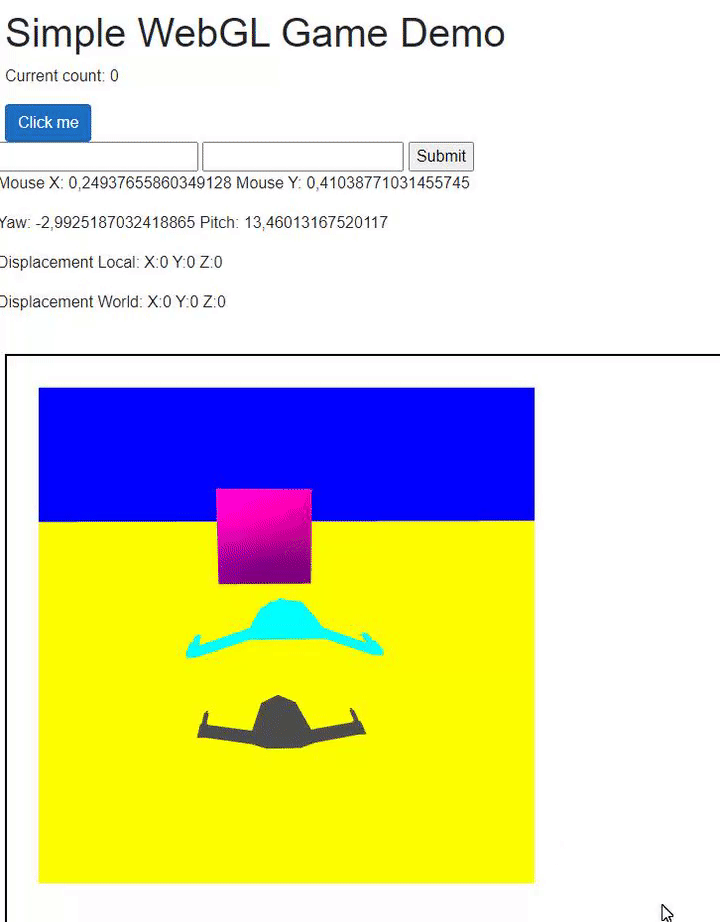 Simple WebGL Game Demo
Current count: 0
Click me
Submit
Mouse X: 0,24937655860349128 Mouse Y: 0,41038771031455745
Yaw: -2,9925187032418865 Pitch: 13,46013167520117
Displacement Local: X:0 Y:0 Z:0
Displacement World: X:0 Y:0 Z:0